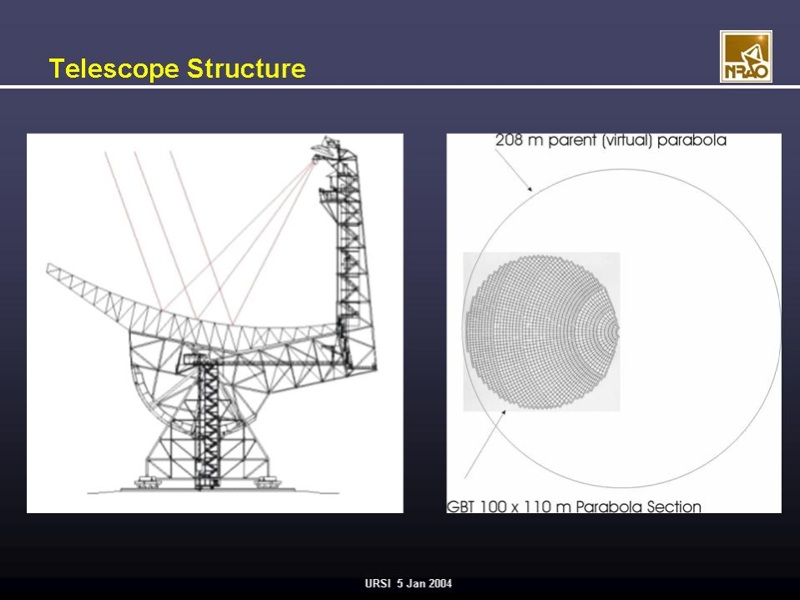 Telescope Structure
NRAO
208 m parent (virtual) parabola
GBT 100 x 110 m Parabola Section
URSI 5 Jan 2004